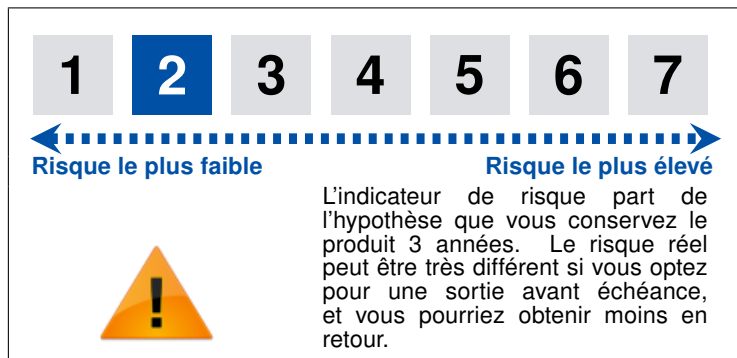 1 2 3 4 5 6 7
Risque le plus faible Risque le plus élevé
L'indicateur de risque part de
l'hypothèse que vous conservez le
produit 3 années. Le risque réel
peut être très différent si vous optez
pour une sortie avant échéance,
et vous pourriez obtenir moins en
retour.